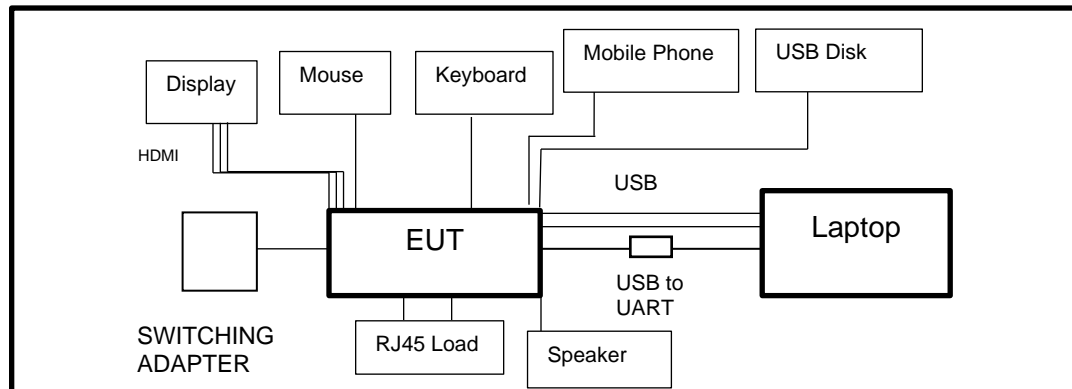 Mobile Phone
USB Disk
Mouse
Keyboard
Display
HDMI
USB
EUT
Laptop
USB to
UART
SWITCHING
ADAPTER
RJ45 Load
Speaker